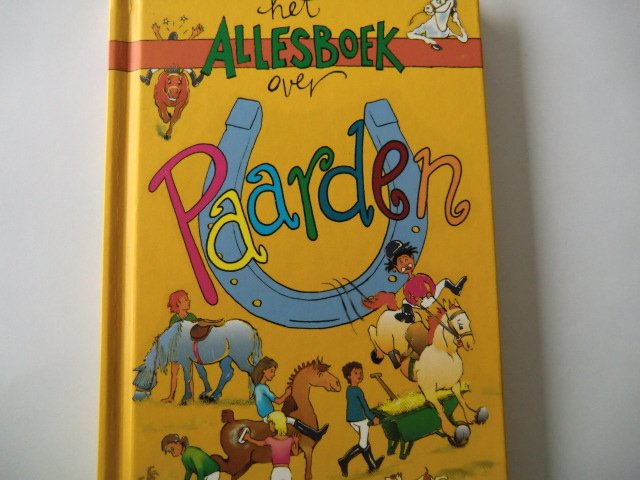 het
ALLESBOEK
over
Paarden